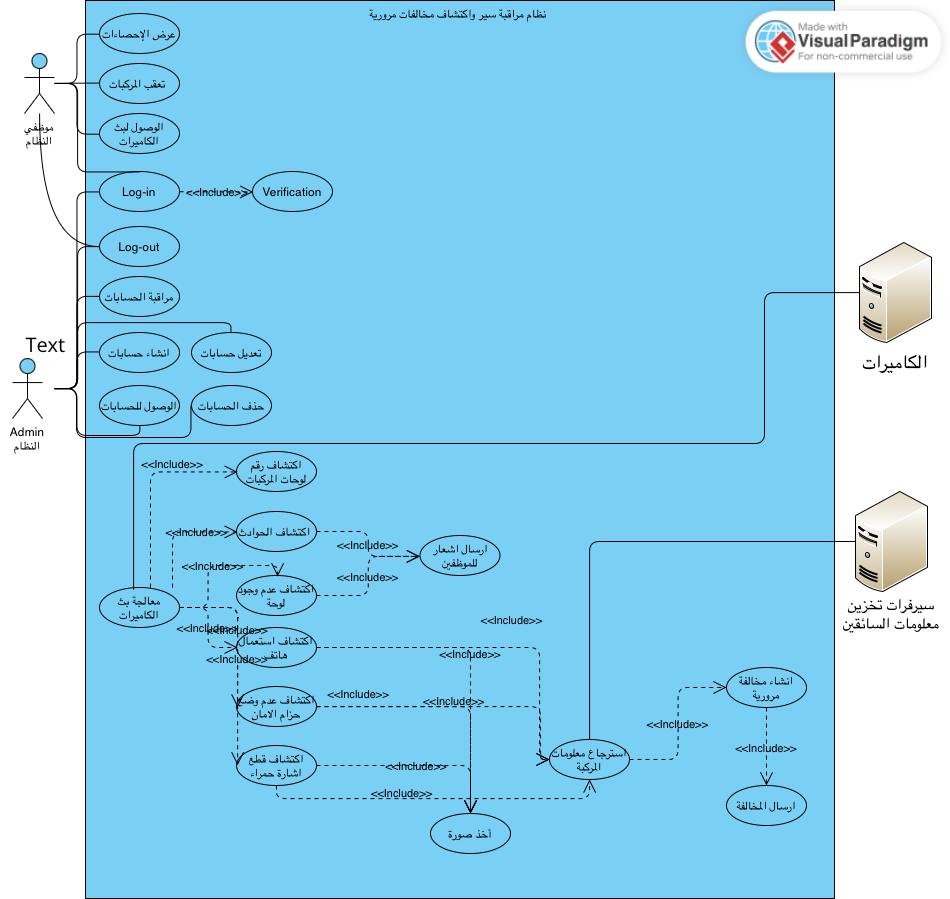 نظام مراقبة سير واكتشاف مخالفات مرورية
Made with
VisualParadigm
For non-commercial use
عرض الإحصاءات
تعقب المركبات
الوصول لبث
الكاميرات
موظفي
النظام
Log-in
<<Include>>
Verification
Log-out
مراقبة الحسابات
Text
انشاء حسابات
تعديل حسابات
الوصول للحسابات
حذف الحسابات
Admin
النظام
الكاميرات
<<Include>>
اكتشاف رقم
لوحات المركبات
<<Include>>
اكتشاف الحوادث
<<Include>>
ارسال اشعار
للموظفين
<<Include>>
اكتشاف عدم وجود
لوحة
<<Include>>
معالجة بث
الكاميرات
سيرفرات تخزين
معلومات السائقين
<<Include>>
<<Include>>
<<Include>>
اكتشاف استعمال
هاتف
<<Include>>
<<Include>>
اكتشاف عدم وضع
حزام الامان
<<Include>>
<<Include>>
انشاء مخالفة
مرورية
<<Include>>
<<Include>>
استرجاع معلومات
المركبة
اكتشاف قطع
اشارة حمراء
<<Include>>
<<Include>>
ارسال المخالفة
أخذ صورة